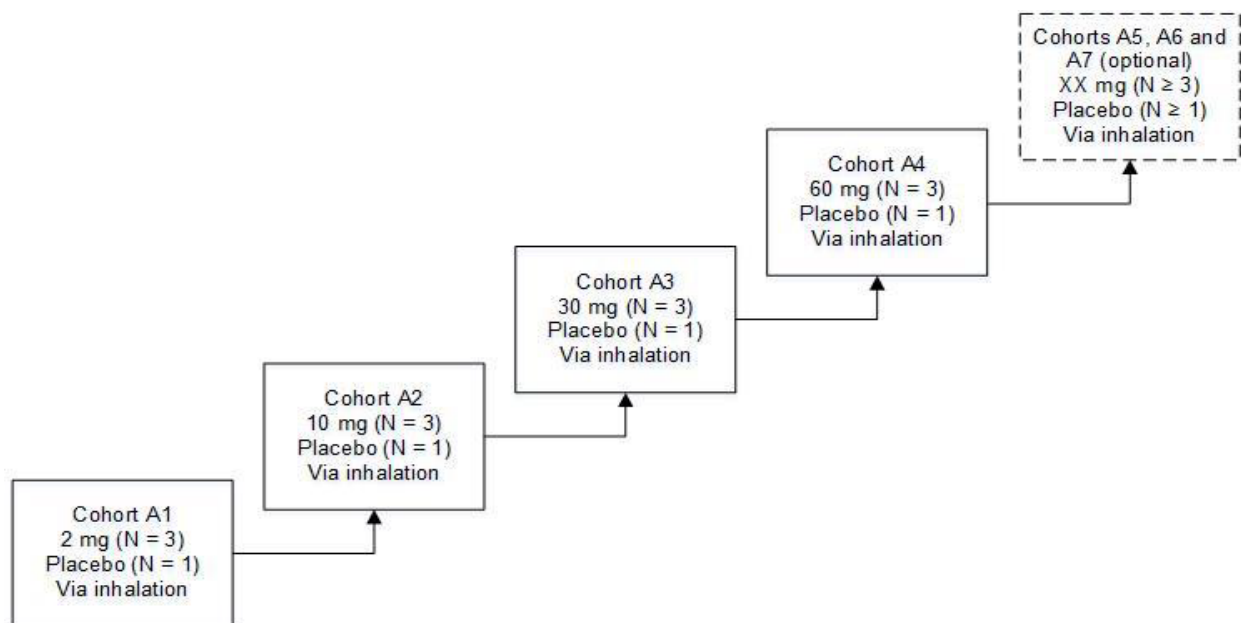 Cohorts A5, A6 and
A7 (optional)
XX mg (N ≥ 3)
Placebo (N ≥ 1)
Via inhalation
Cohort A4
60 mg (N = 3)
Placebo (N = 1)
Via inhalation
Cohort A3
30 mg (N = 3)
Placebo (N = 1)
Via inhalation
Cohort A2
10 mg (N = 3)
Placebo (N = 1)
Via inhalation
Cohort A1
2 mg (N = 3)
Placebo (N = 1)
Via inhalation